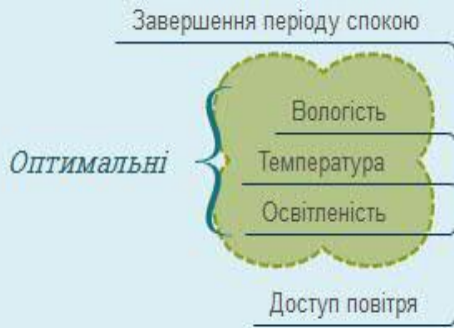 Завершення періоду спокою
Вологість
Оптимальні
Температура
Освітленість
Доступ повітря